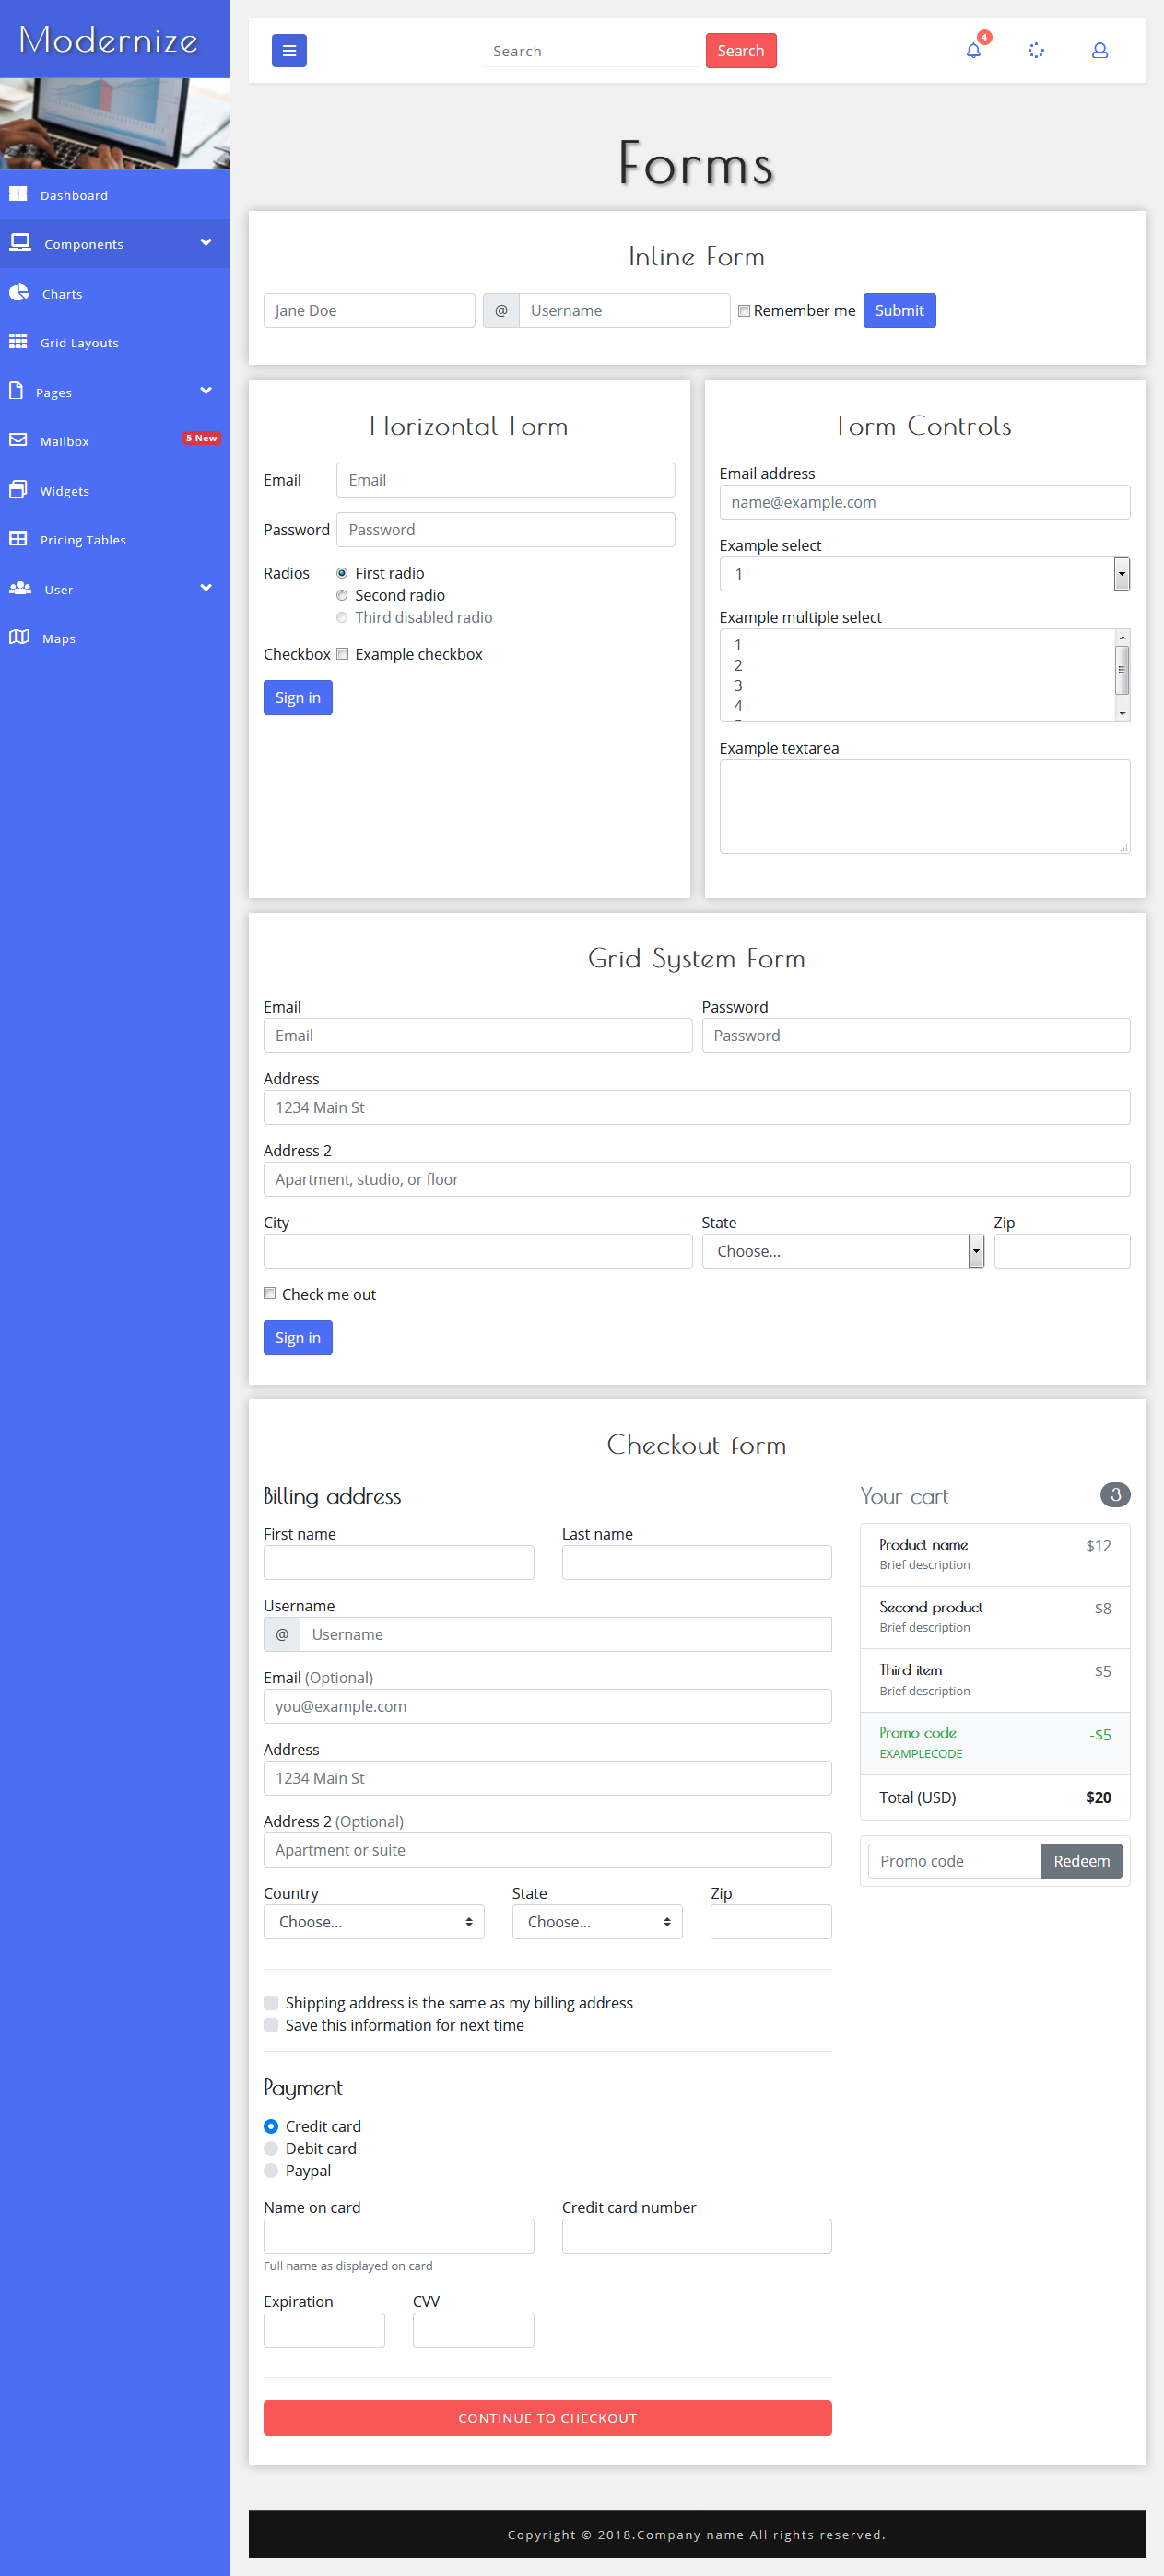 Modernize
Dashboard
Components
Charts
Grid Layouts
Pages
Mailbox 5 New
Widgets
Pricing Tables
User
Maps
Search Search 4
Forms
Inline Form
Jane Doe @ Username Remember me Submit
Horizontal Form
Email Email
Password Password
Radios First radio
Second radio
Third disabled radio
Checkbox Example checkbox
Sign in
Form Controls
Email address
name@example.com
Example select
1
Example multiple select
1
2
3
4
Example textarea
Grid System Form
Email Password
Email Password
Address
1234 Main St
Address 2
Apartment, studio, or floor
City State Zip
Choose...
Check me out
Sign in
Checkout form
Billing address
First name Last name
Username
@ Username
Email (Optional)
you@example.com
Address
1234 Main St
Address 2 (Optional)
Apartment or suite
Country State Zip
Choose... Choose...
Shipping address is the same as my billing address
Save this information for next time
Payment
Credit card
Debit card
Paypal
Name on card Credit card number
Full name as displayed on card
Expiration CVV
CONTINUE TO CHECKOUT
Your cart 3
Product name $12
Brief description
Second product $8
Brief description
Third item $5
Brief description
Promo code -$5
EXAMPLECODE
Total (USD) $20
Promo code Redeem
Copyright © 2018.Company name All rights reserved.